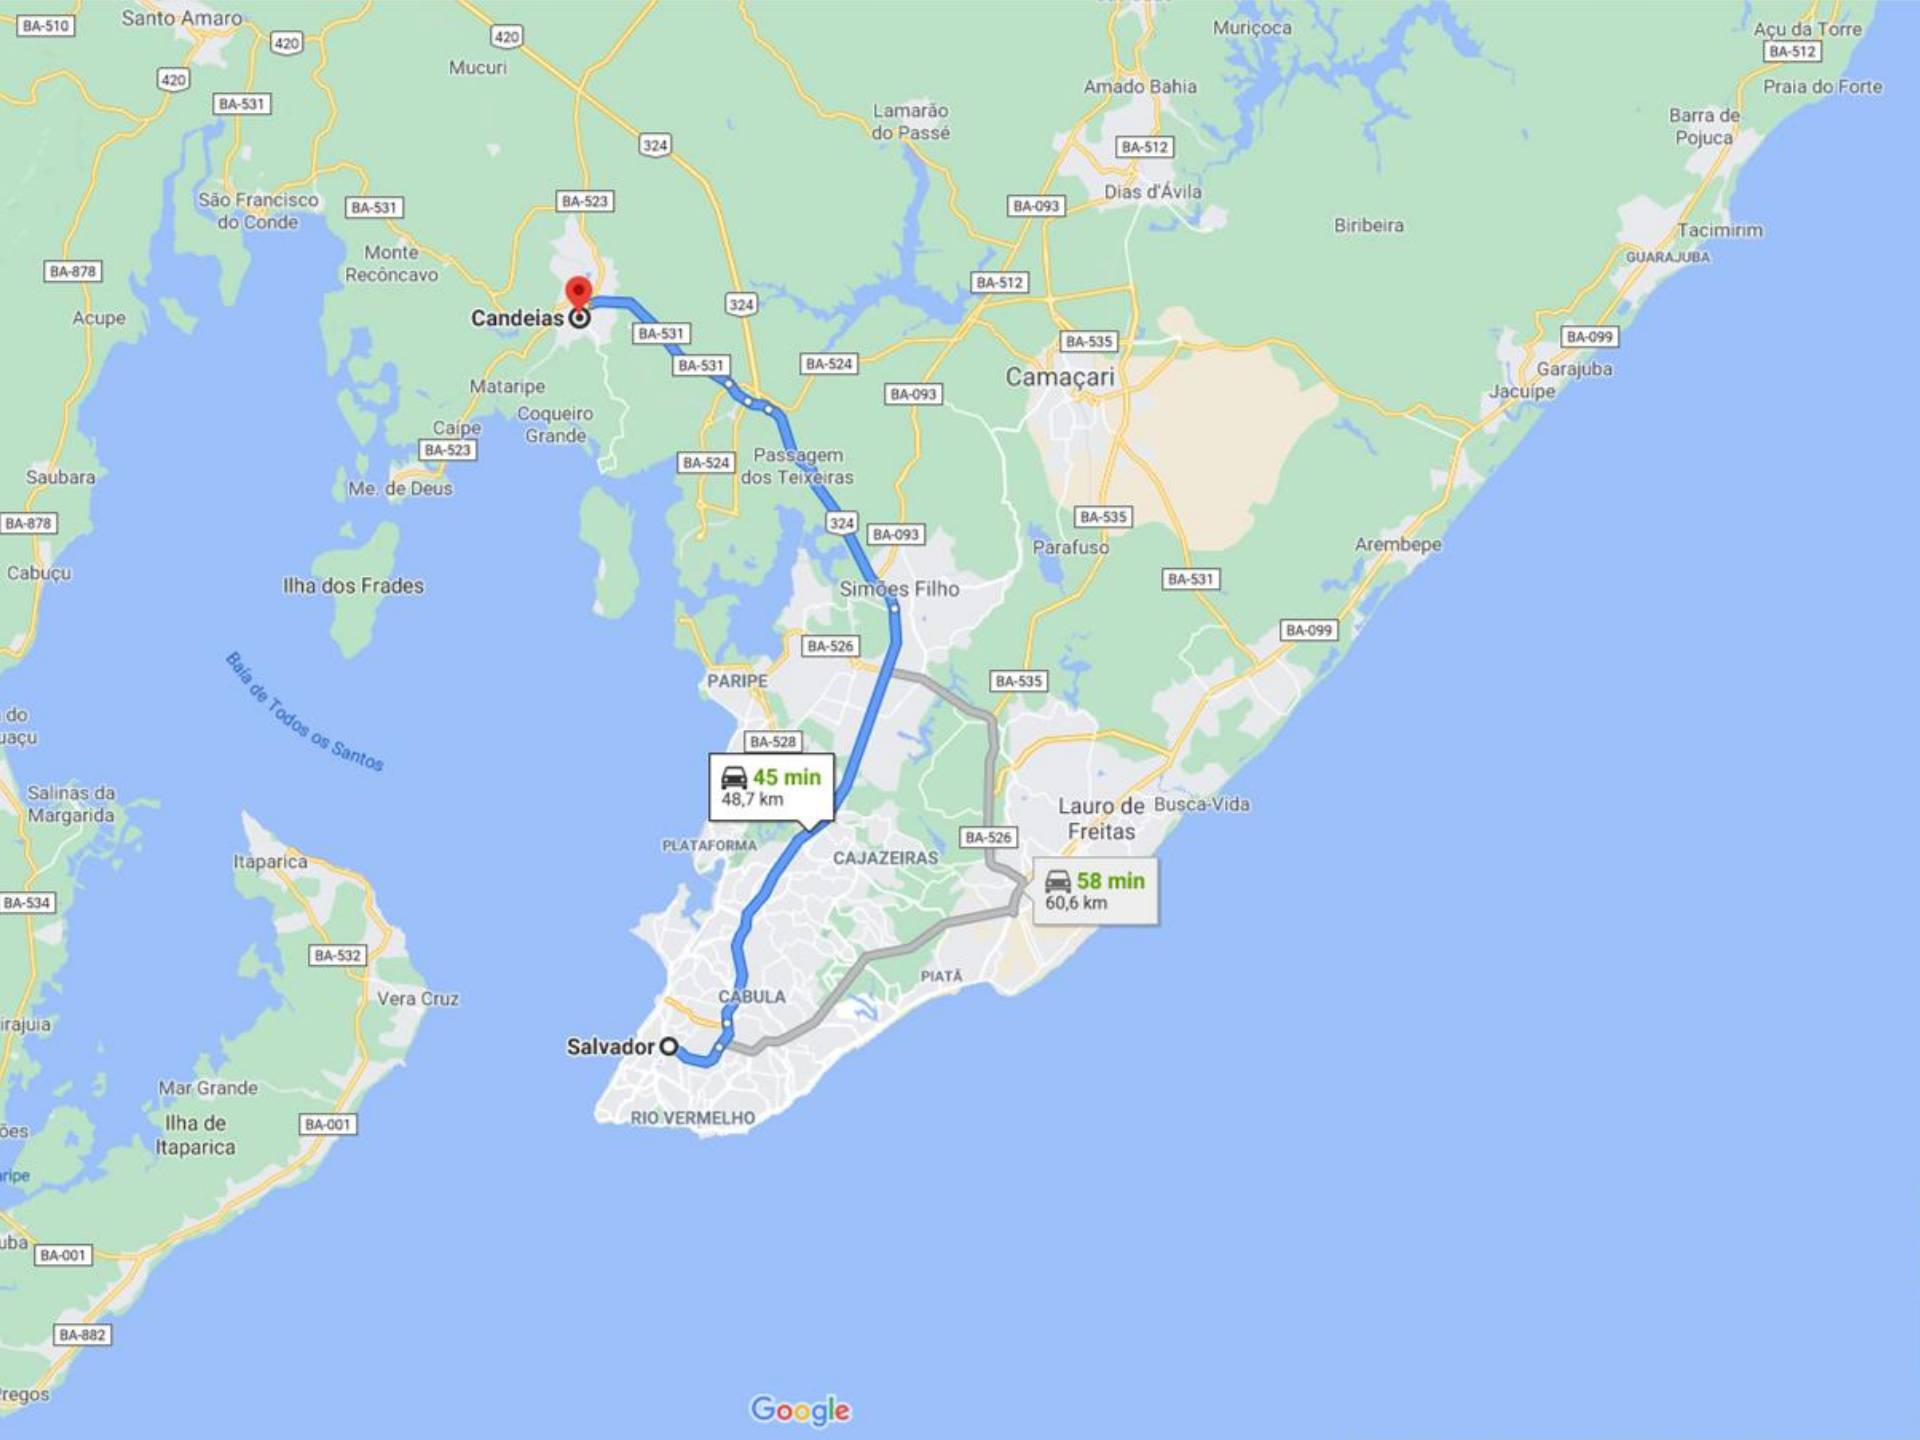 BA-510
Santo Amaro
420
420
Mucuri
420
BA-531
São Francisco
do Conde
BA-531
Monte
Recôncavo
BA-523
324
Lamarão
do Passé
Muriçoca
Amado Bahia
BA-512
Dias d'Ávila
BA-093
Biribeira
Açu da Torre
BA-512
Praia do Forte
Barra de
Pojuca
Tacimirim
GUARAJUBA
BA-878
Acupe
Candeias
BA-531
BA-531
324
BA-524
BA-512
BA-535
Camaçari
BA-093
BA-099
Garajuba
Jacuípe
Mataripe
Coqueiro
Grande
Caípe
BA-523
Me. de Deus
BA-524
Passagem
dos Teixeiras
Saubara
BA-878
Cabuçu
324
BA-093
BA-535
Parafuso
Arembepe
Ilha dos Frades
Simões Filho
BA-531
BA-099
BA-526
PARIPE
BA-535
Baía de Todos os Santos
do
uaçu
BA-528
45 min
48,7 km
Salinas da
Margarida
Lauro de
Freitas
Busca-Vida
PLATAFORMA
CAJAZEIRAS
BA-526
Itaparica
58 min
60,6 km
BA-534
BA-532
PIATÃ
Vera Cruz
CABULA
irajuia
Salvador
Mar Grande
Ilha de
Itaparica
BA-001
RIO VERMELHO
ões
aripe
uba
BA-001
BA-882
regos
Google